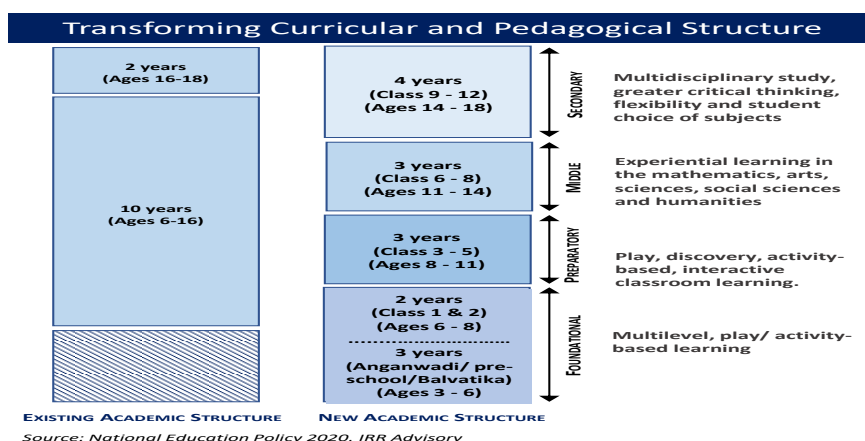 Transforming Curricular and Pedagogical Structure
2 years
(Ages 16-18)
10 years
(Ages 6-16)
EXISTING ACADEMIC STRUCTURE
4 years
(Class 9 - 12)
(Ages 14 - 18)
3 years
(Class 6 - 8)
(Ages 11 - 14)
3 years
(Class 3 - 5)
(Ages 8 - 11)
2 years
(Class 1 & 2)
(Ages 6 - 8)
3 years
(Anganwadi/ pre-
school/Balvatika)
(Ages 3 - 6)
NEW ACADEMIC STRUCTURE
SECONDARY
MIDDLE
PREPARATORY
FOUNDATIONAL
Multidisciplinary study,
greater critical thinking,
flexibility and student
choice of subjects
Experiential learning in
the mathematics, arts,
sciences, social sciences
and humanities
Play, discovery, activity-
based, interactive
classroom learning.
Multilevel, play/ activity-
based learning
Source: National Education Policy 2020, IRR Advisory